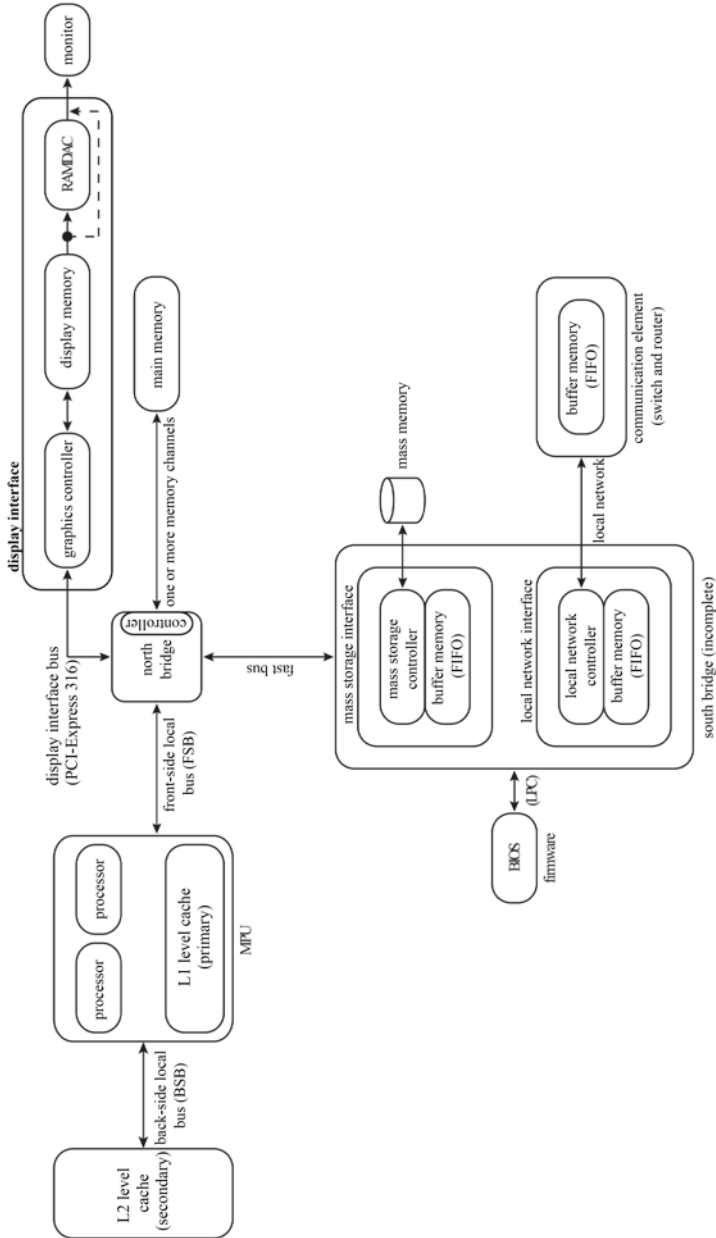 display interface
display interface bus
(PCI-Express 316)
graphics controller
display memory
RAMDAC
monitor
L2 level
cache
(secondary)
back-side local
bus (BSB)
processor
processor
L1 level cache
(primary)
MPU
front-side local
bus (FSB)
north
bridge
controller
one or more memory channels
main memory
fast bus
mass storage interface
mass storage
controller
buffer memory
(FIFO)
mass memory
BIOS
firmware
(LPC)
local network interface
local network
controller
buffer memory
(FIFO)
local network
buffer memory
(FIFO)
communication element
(switch and router)
south bridge (incomplete)